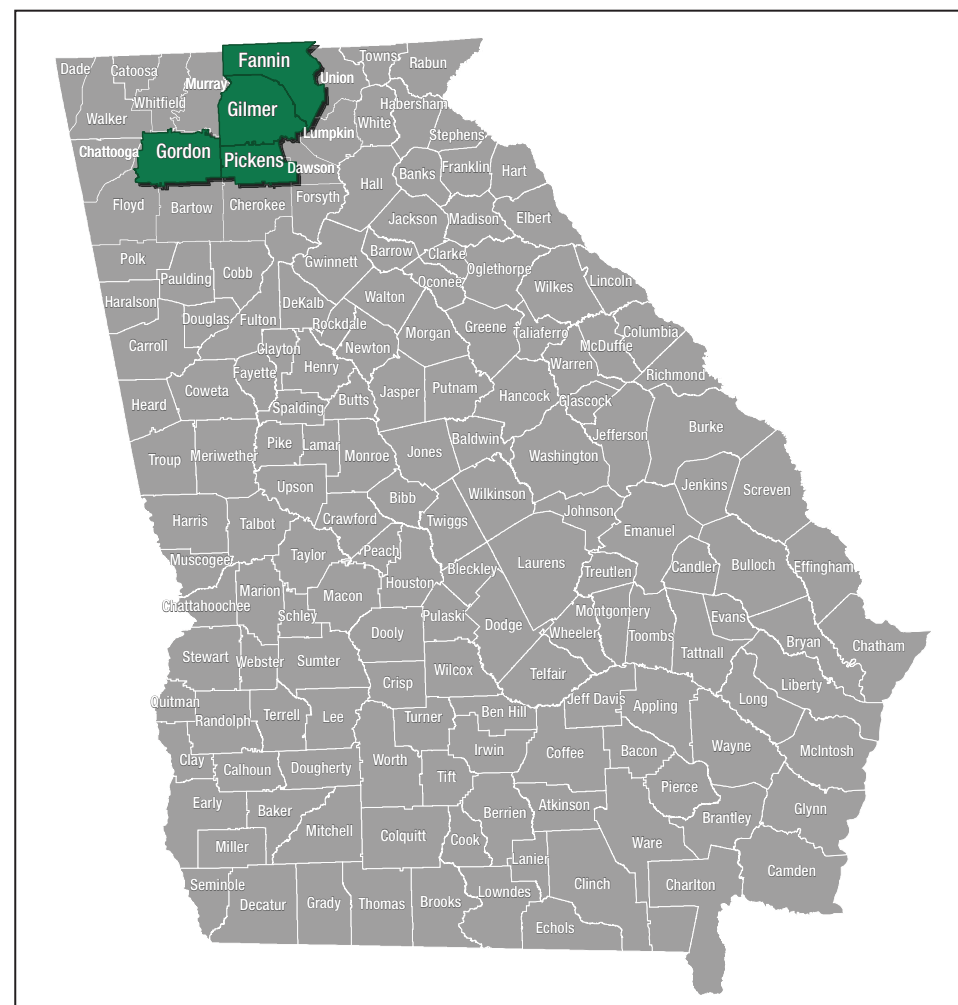 Fannin
Towns
Rabun
Dade
Catoosa
Murray
Union
Whitfield
Gilmer
Habersham
Walker
White
Lumpkin
Stephens
Chattooga
Gordon
Pickens
Dawson
Banks
Franklin
Hart
Hall
Floyd
Bartow
Cherokee
Forsyth
Jackson
Madison
Elbert
Polk
Paulding
Cobb
Gwinnett
Barrow
Clarke
Oconee
Oglethorpe
Wilkes
Lincoln
Haralson
DeKalb
Walton
Douglas
Fulton
Rockdale
Newton
Morgan
Greene
Taliaferro
Columbia
McDuffie
Carroll
Clayton
Fayette
Henry
Warren
Richmond
Heard
Coweta
Spalding
Butts
Jasper
Putnam
Hancock
Glascock
Jefferson
Burke
Troup
Meriwether
Pike
Lamar
Monroe
Jones
Baldwin
Washington
Upson
Bibb
Wilkinson
Jenkins
Screven
Harris
Talbot
Crawford
Twiggs
Johnson
Emanuel
Muscogee
Taylor
Peach
Bleckley
Laurens
Treutlen
Candler
Bulloch
Effingham
Chattahoochee
Marion
Schley
Macon
Houston
Pulaski
Dodge
Montgomery
Wheeler
Toombs
Evans
Tattnall
Bryan
Chatham
Stewart
Webster
Sumter
Dooly
Crisp
Wilcox
Telfair
Liberty
Long
Quitman
Randolph
Terrell
Lee
Turner
Ben Hill
Jeff Davis
Appling
Clay
Calhoun
Dougherty
Worth
Tift
Irwin
Coffee
Bacon
Wayne
McIntosh
Early
Baker
Mitchell
Berrien
Atkinson
Pierce
Brantley
Glynn
Miller
Colquitt
Cook
Lanier
Ware
Seminole
Decatur
Grady
Thomas
Brooks
Lowndes
Clinch
Charlton
Camden
Echols